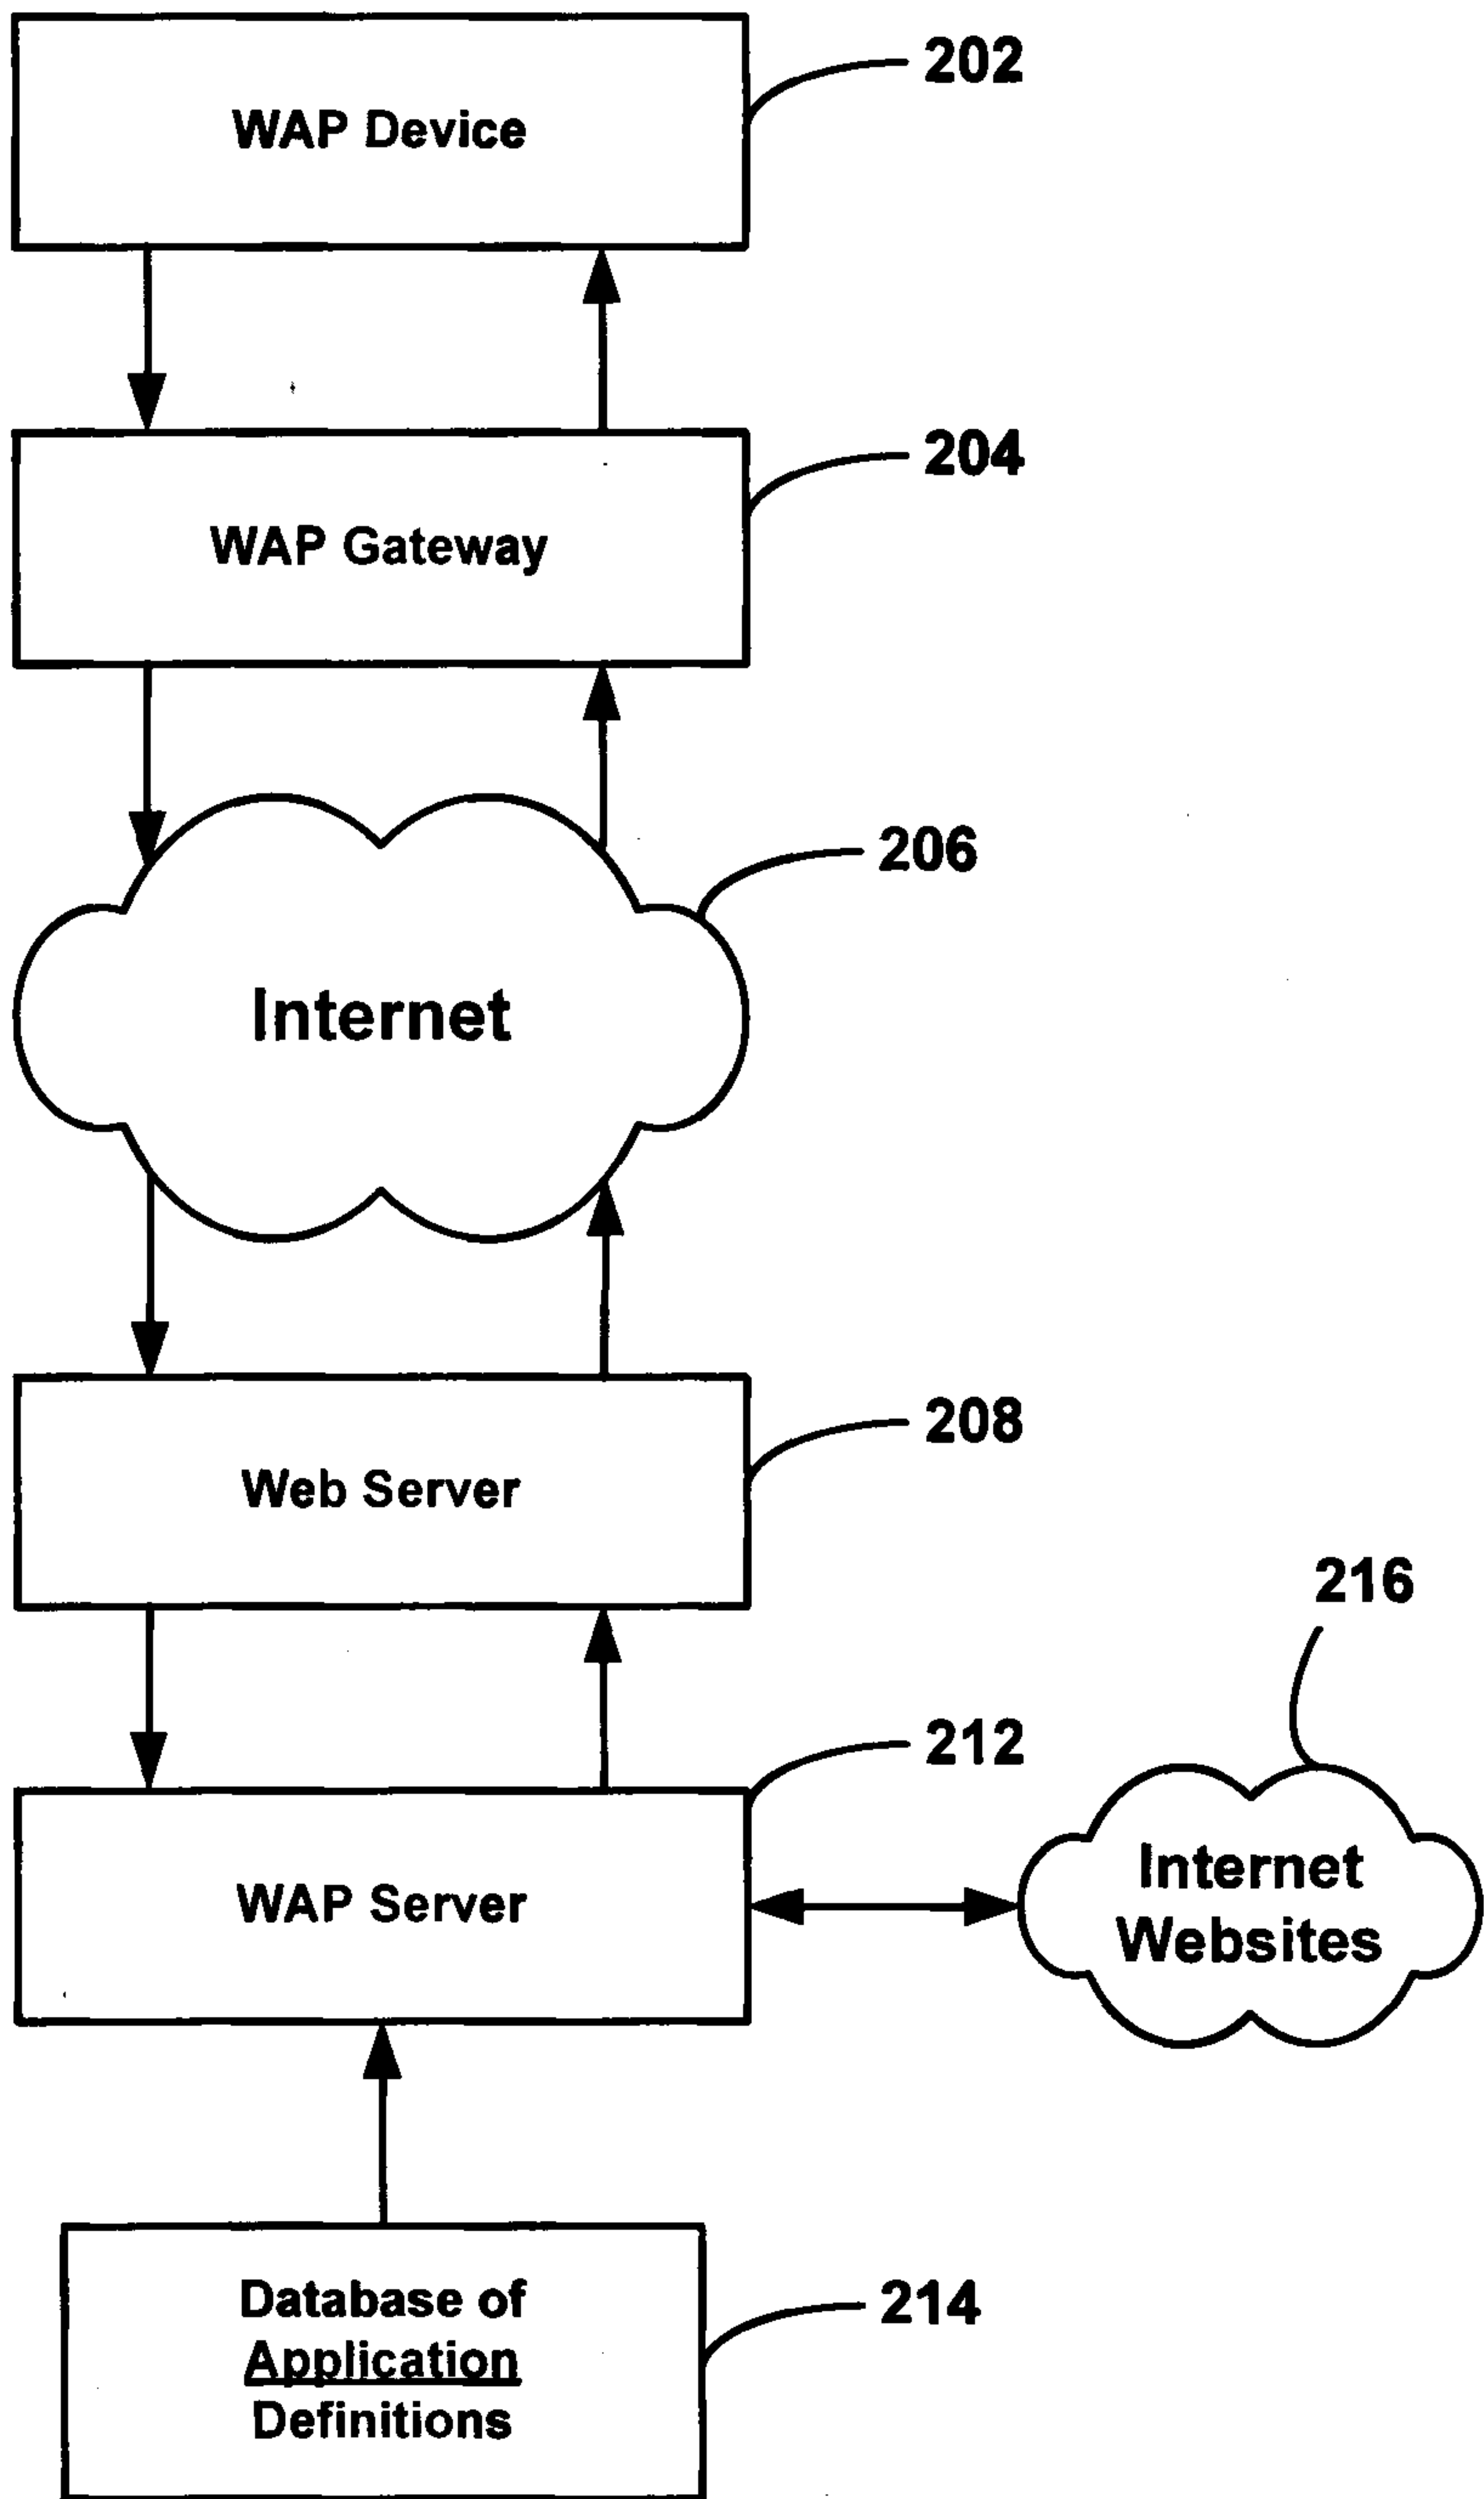 202
WAP Device
204
WAP Gateway
206
Internet
208
Web Server
216
212
WAP Server
Internet
Websites
214
Database of
Application
Definitions